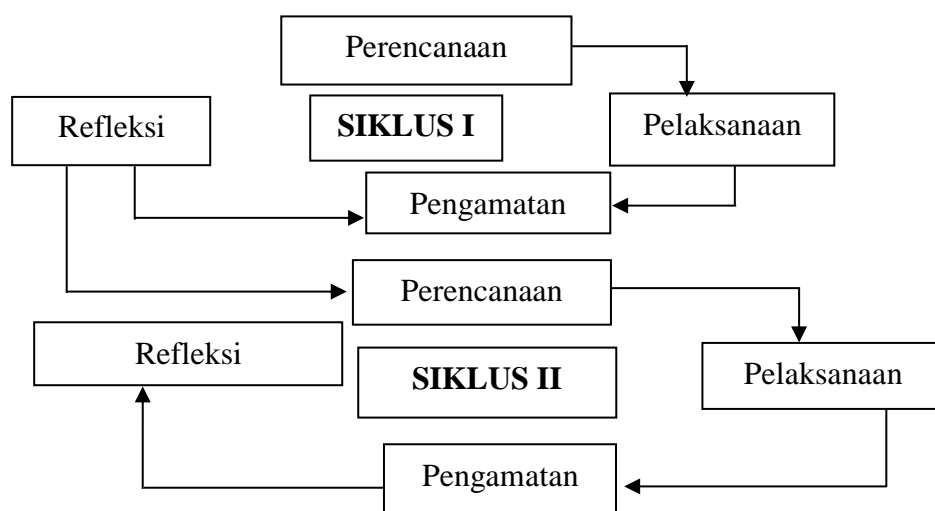 Perencanaan
Refleksi
SIKLUS I
Pelaksanaan
Pengamatan
Perencanaan
Refleksi
SIKLUS II
Pelaksanaan
Pengamatan